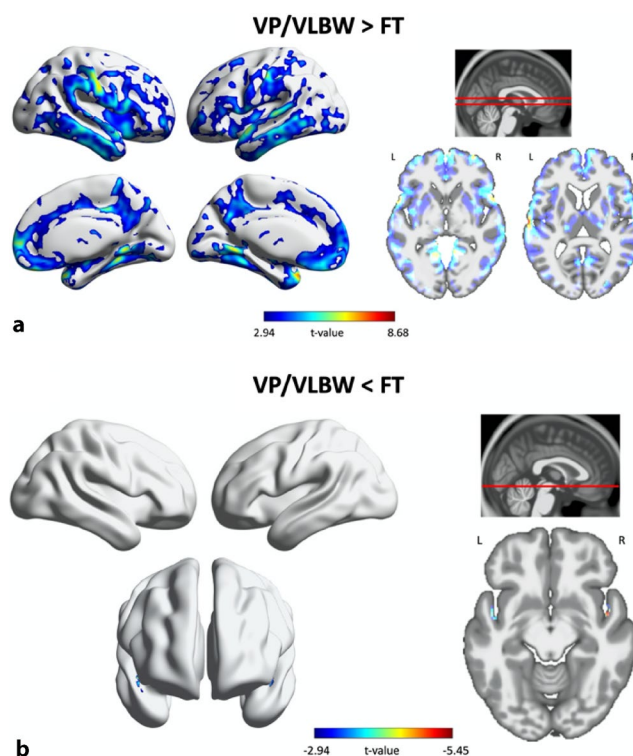 VP/VLBW > FT
L
R
L
2.94
t-value
8.68
a
VP/VLBW < FT
L
R
-2.94
t-value
-5.45
b